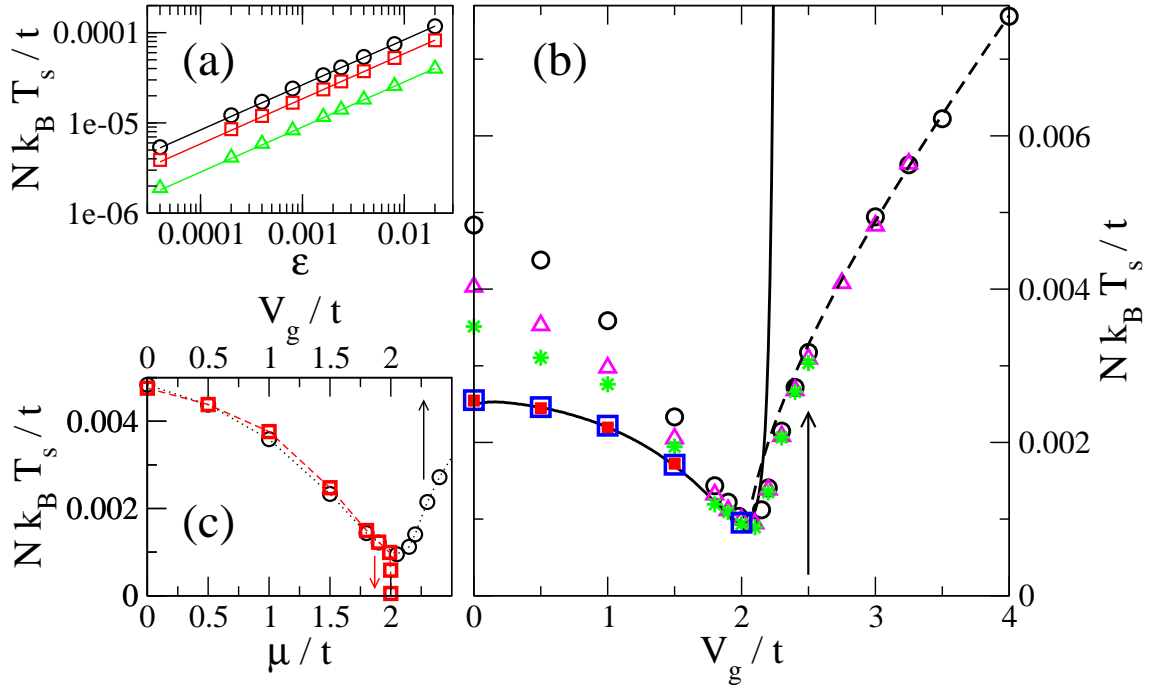 N k_B T_s / t
0.0001
1e-05
1e-06
(a)
0.0001 0.001 0.01
ε
V_g / t
0 0.5 1 1.5 2
N k_B T_s / t
0.004
0.002
0
(c)
0 0.5 1 1.5 2
μ / t
(b)
0.006
0.004
0.002
0
N k_B T_s / t
0 1 2 3 4
V_g / t